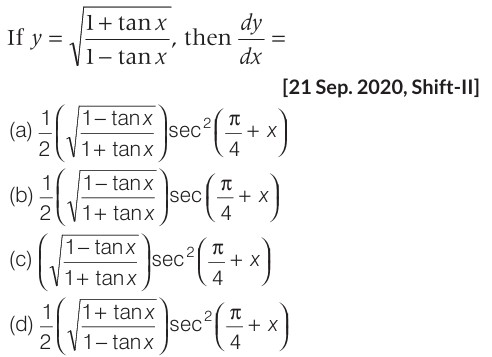 If y = √((1 + tan x)/(1 – tan x)), then dy/dx =
[21 Sep. 2020, Shift-II]
(a) 1/2 (√((1 – tan x)/(1 + tan x))) sec² (π/4 + x)
(b) 1/2 (√((1 – tan x)/(1 + tan x))) sec (π/4 + x)
(c) (√((1 – tan x)/(1 + tan x))) sec² (π/4 + x)
(d) 1/2 (√((1 + tan x)/(1 – tan x))) sec² (π/4 + x)